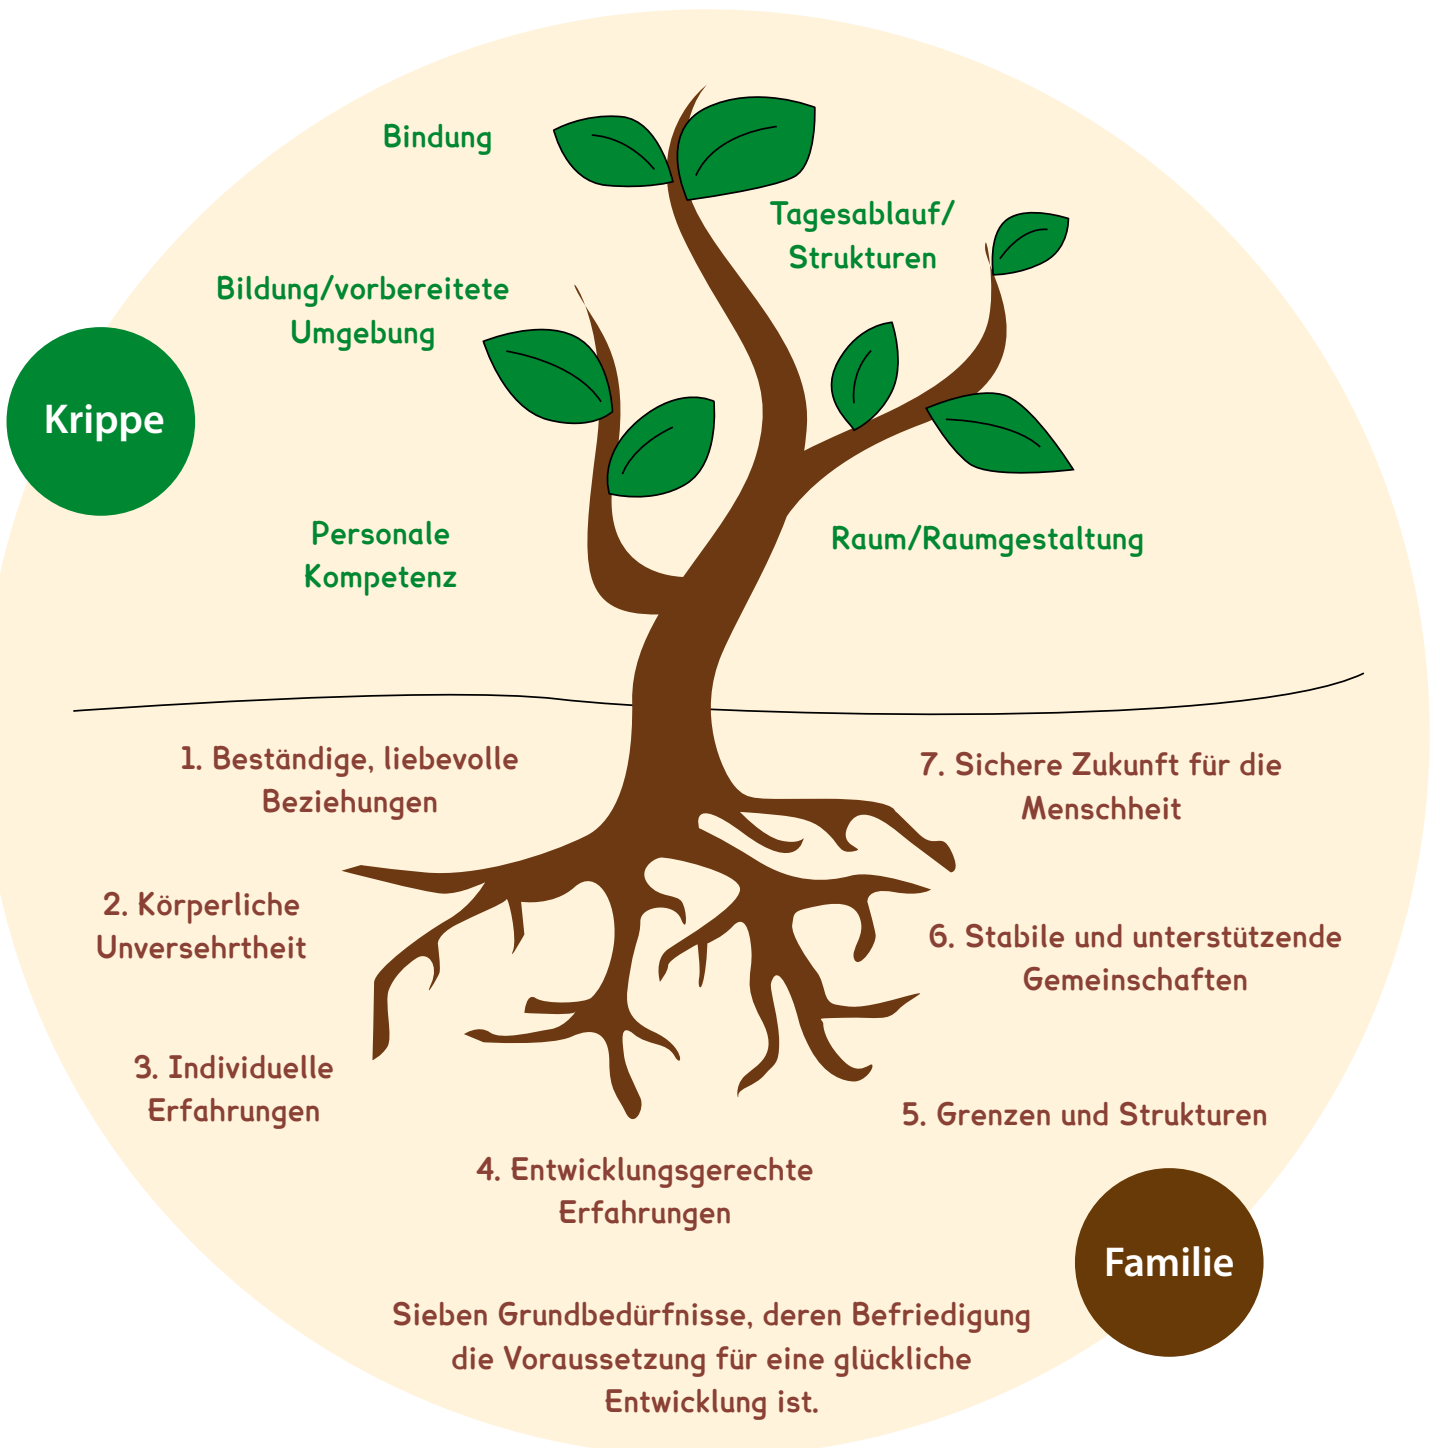 Bindung
Tagesablauf/
Strukturen
Bildung/vorbereitete
Umgebung
Krippe
Personale
Kompetenz
Raum/Raumgestaltung
1. Beständige, liebevolle
Beziehungen
7. Sichere Zukunft für die
Menschheit
2. Körperliche
Unversehrtheit
6. Stabile und unterstützende
Gemeinschaften
3. Individuelle
Erfahrungen
5. Grenzen und Strukturen
4. Entwicklungsgerechte
Erfahrungen
Familie
Sieben Grundbedürfnisse, deren Befriedigung
die Voraussetzung für eine glückliche
Entwicklung ist.